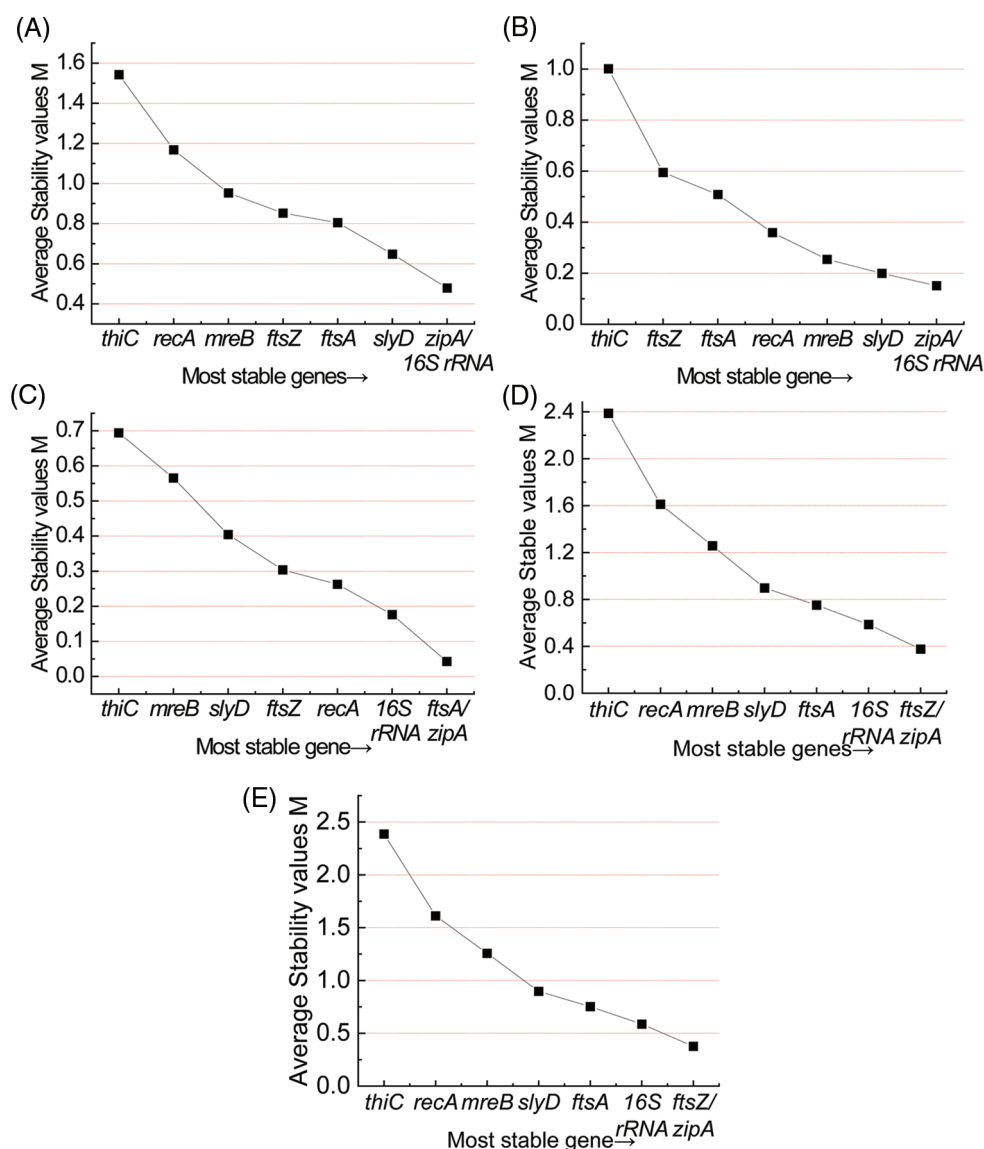 (A)
Average Stability values M
1.6
1.4
1.2
1.0
0.8
0.6
0.4
thiC recA mreB ftsZ ftsA slyD zipA/
16S rRNA
Most stable genes→
(B)
Average Stability values M
1.0
0.8
0.6
0.4
0.2
0.0
thiC ftsZ ftsA recA mreB slyD zipA/
16S rRNA
Most stable gene→
(C)
Average Stability values M
0.7
0.6
0.5
0.4
0.3
0.2
0.1
0.0
thiC mreB slyD ftsZ recA 16S ftsA/
rRNA zipA
Most stable gene→
(D)
Average Stable values M
2.4
2.0
1.6
1.2
0.8
0.4
0.0
thiC recA mreB slyD ftsA 16S ftsZ/
rRNA zipA
Most stable genes→
(E)
Average Stability values M
2.5
2.0
1.5
1.0
0.5
0.0
thiC recA mreB slyD ftsA 16S ftsZ/
rRNA zipA
Most stable gene→